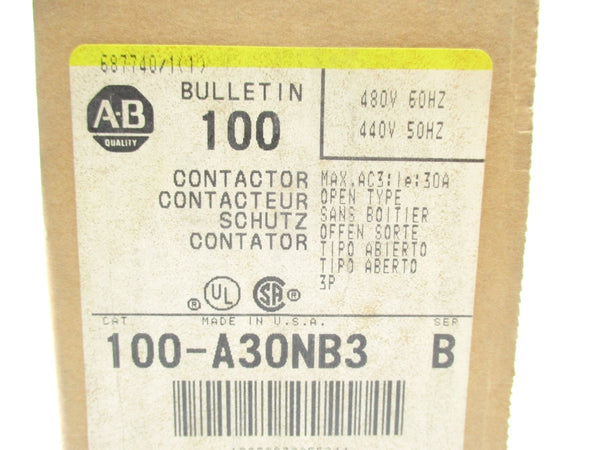 687740/1(1)
A-B
QUALITY
BULLETIN
100
480V 60HZ
440V 50HZ
CONTACTOR
CONTACTEUR
SCHUTZ
CONTATOR
MAX.AC3:Ie:30A
OPEN TYPE
SANS BOITIER
OFFEN SORTE
TIPO ABIERTO
TIPO ABERTO
3P
® UL SA ®
CAT MADE IN U.S.A. SER
100-A30NB3 B